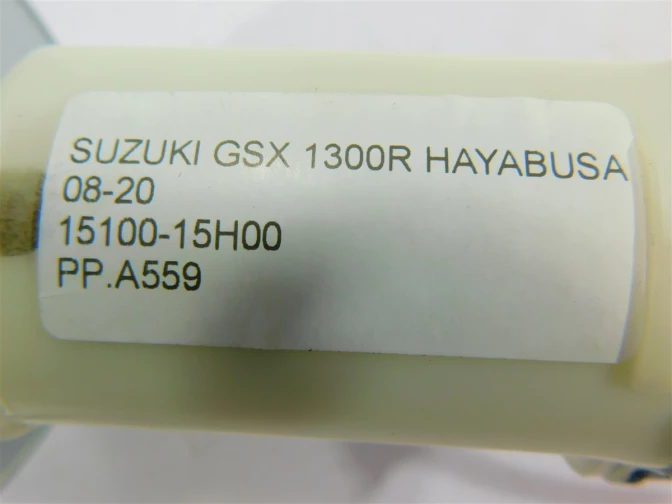 SUZUKI GSX 1300R HAYABUSA
08-20
15100-15H00
PP.A559